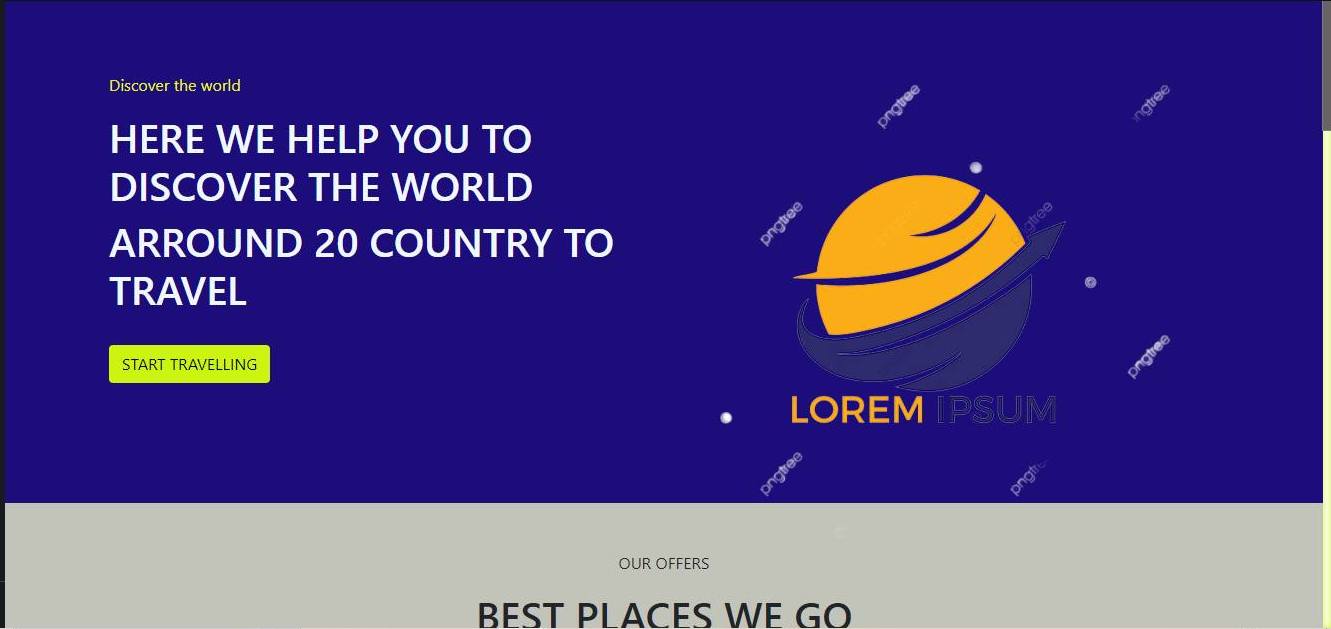 Discover the world
HERE WE HELP YOU TO
DISCOVER THE WORLD
ARROUND 20 COUNTRY TO
TRAVEL
START TRAVELLING
pngtree
pngtree
pngtree
pngtree
LOREM IPSUM
pngtree
pngtree
pngtree
OUR OFFERS
BEST PLACES WE GO